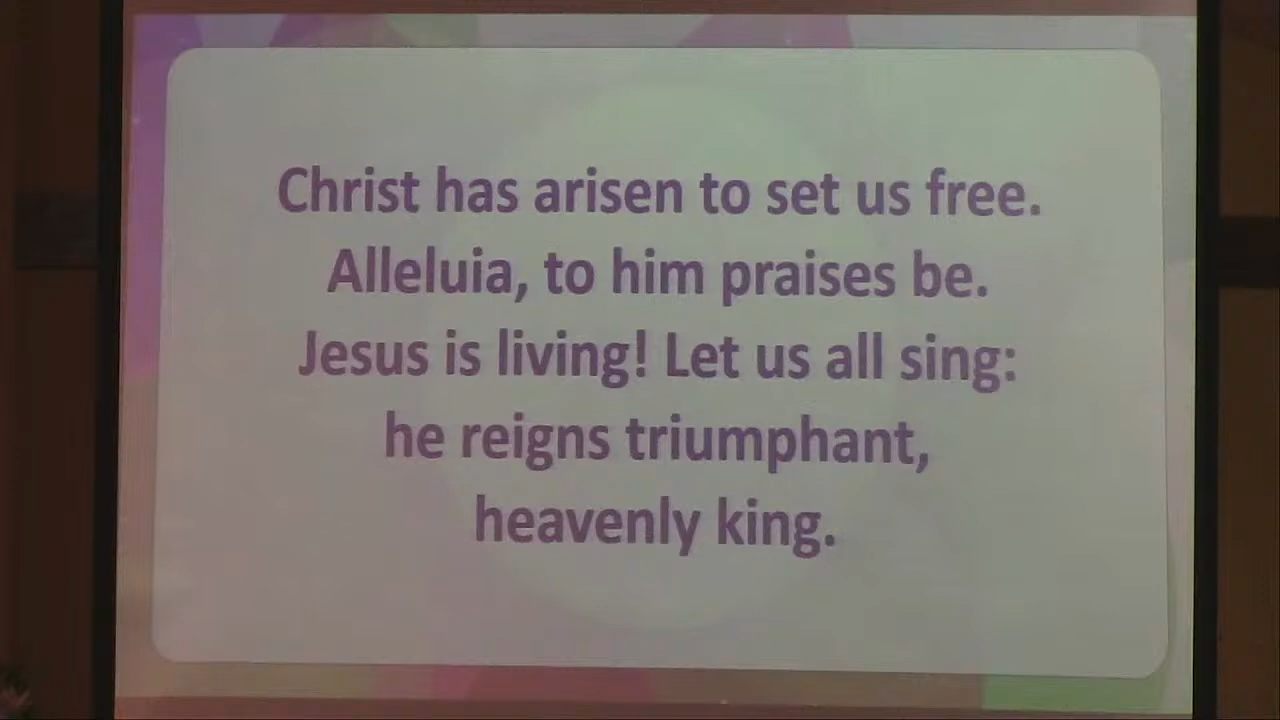 Christ has arisen to set us free.
Alleluia, to him praises be.
Jesus is living! Let us all sing:
he reigns triumphant,
heavenly king.